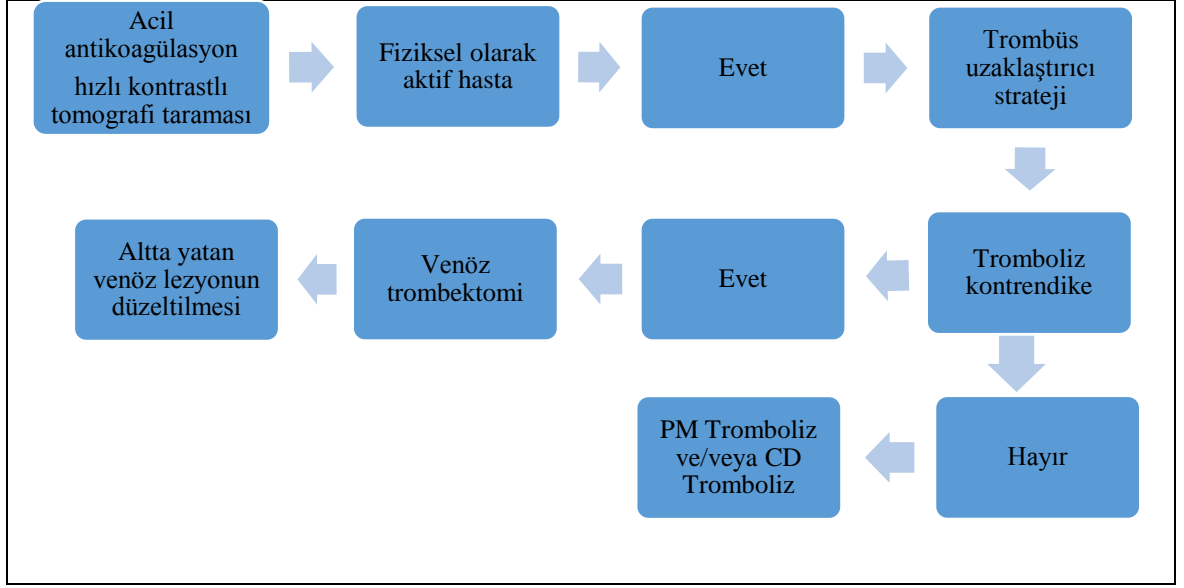 Acil
antikoagülasyon
hızlı kontrastlı
tomografi taraması
Fiziksel olarak
aktif hasta
Evet
Trombüs
uzaklaştırıcı
strateji
Tromboliz
kontrendike
Evet
Venöz
trombektomi
Altta yatan
venöz lezyonun
düzeltilmesi
Hayır
PM Tromboliz
ve/veya CD
Tromboliz